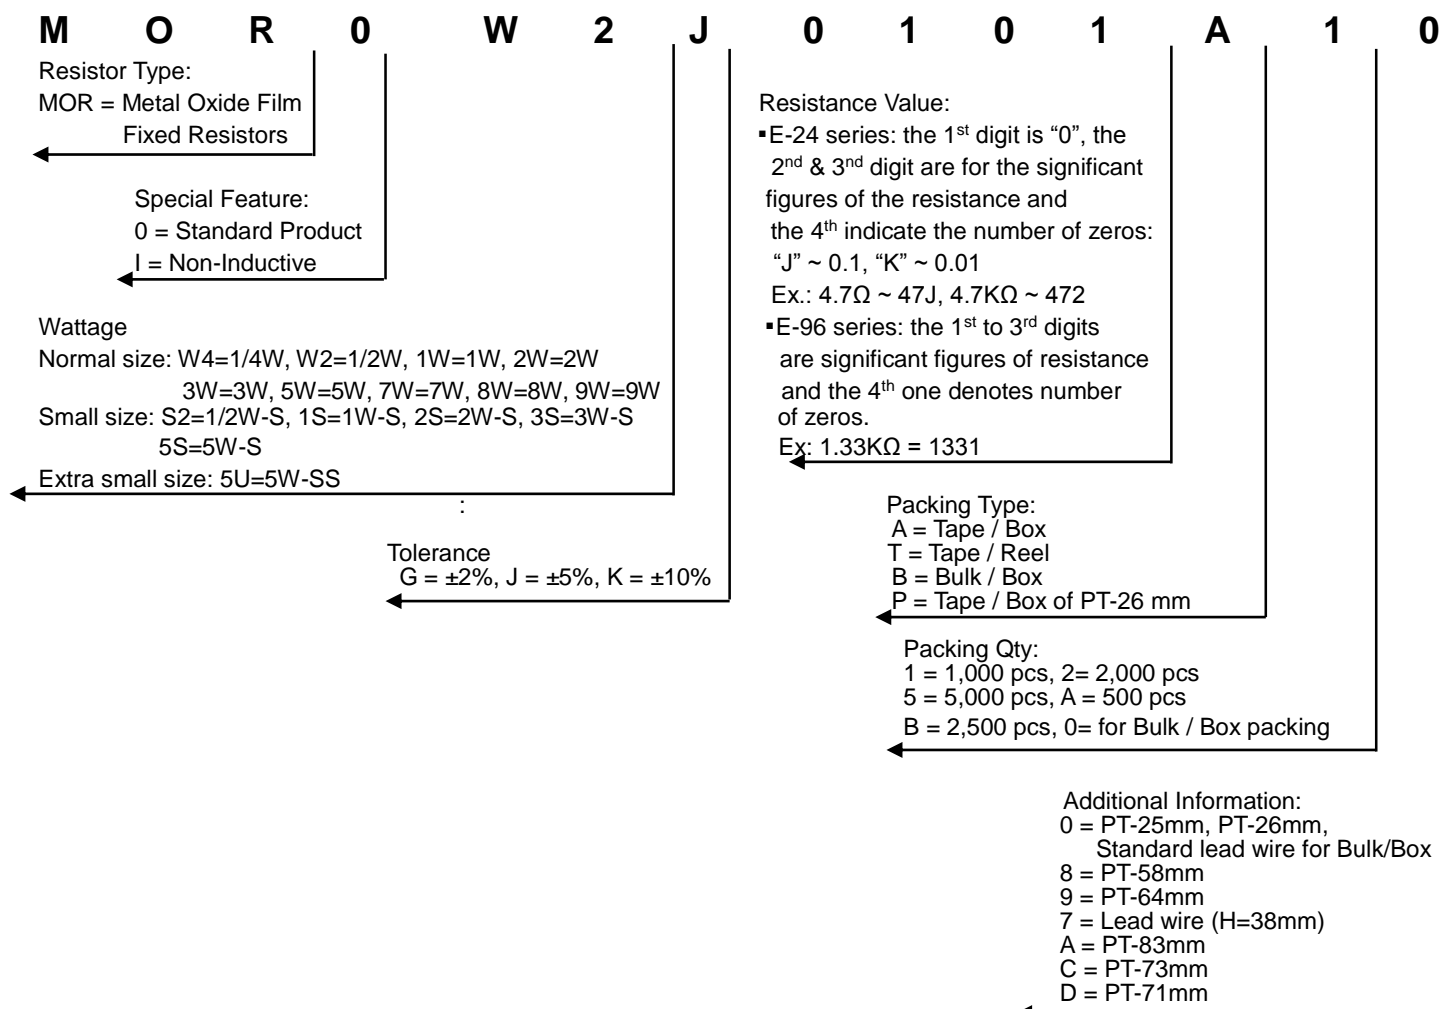 M O R 0 W 2 J 0 1 0 1 A 1 0
Resistor Type:
MOR = Metal Oxide Film
Fixed Resistors
Special Feature:
0 = Standard Product
I = Non-Inductive
Wattage
Normal size: W4=1/4W, W2=1/2W, 1W=1W, 2W=2W
3W=3W, 5W=5W, 7W=7W, 8W=8W, 9W=9W
Small size: S2=1/2W-S, 1S=1W-S, 2S=2W-S, 3S=3W-S
5S=5W-S
Extra small size: 5U=5W-SS
:
Tolerance
G = ±2%, J = ±5%, K = ±10%
Resistance Value:
▪E-24 series: the 1st digit is “0”, the
2nd & 3nd digit are for the significant
figures of the resistance and
the 4th indicate the number of zeros:
“J” ~ 0.1, “K” ~ 0.01
Ex.: 4.7Ω ~ 47J, 4.7KΩ ~ 472
▪E-96 series: the 1st to 3rd digits
are significant figures of resistance
and the 4th one denotes number
of zeros.
Ex: 1.33KΩ = 1331
Packing Type:
A = Tape / Box
T = Tape / Reel
B = Bulk / Box
P = Tape / Box of PT-26 mm
Packing Qty:
1 = 1,000 pcs, 2= 2,000 pcs
5 = 5,000 pcs, A = 500 pcs
B = 2,500 pcs, 0= for Bulk / Box packing
Additional Information:
0 = PT-25mm, PT-26mm,
Standard lead wire for Bulk/Box
8 = PT-58mm
9 = PT-64mm
7 = Lead wire (H=38mm)
A = PT-83mm
C = PT-73mm
D = PT-71mm